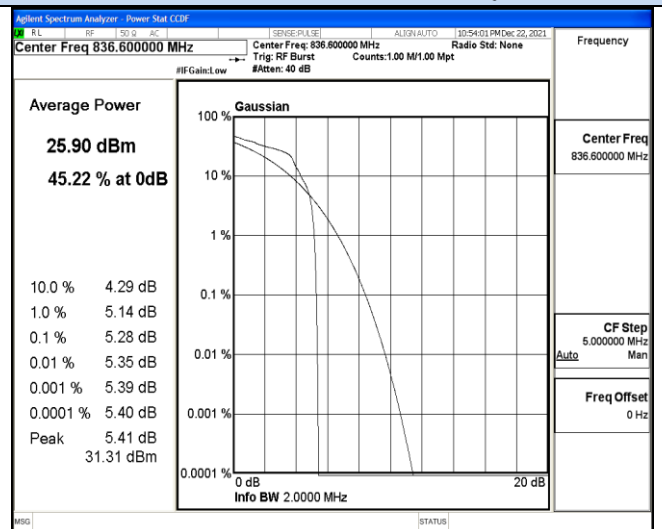 Agilent Spectrum Analyzer - Power Stat CCDF
RL RF 50 Ω AC SENSE:PULSE ALIGNAUTO 10:54:01 PM Dec 22, 2021
Center Freq 836.600000 MHz
Center Freq: 836.600000 MHz Radio Std: None
Trig: RF Burst Counts:1.00 M/1.00 Mpt
#IFGain:Low #Atten: 40 dB
Frequency
Average Power
25.90 dBm
45.22 % at 0dB
10.0 % 4.29 dB
1.0 % 5.14 dB
0.1 % 5.28 dB
0.01 % 5.35 dB
0.001 % 5.39 dB
0.0001 % 5.40 dB
Peak 5.41 dB
31.31 dBm
Gaussian
100 %
10 %
1 %
0.1 %
0.01 %
0.001 %
0.0001 %
0 dB 20 dB
Info BW 2.0000 MHz
Center Freq
836.600000 MHz
CF Step
5.000000 MHz
Auto Man
Freq Offset
0 Hz
MSG STATUS